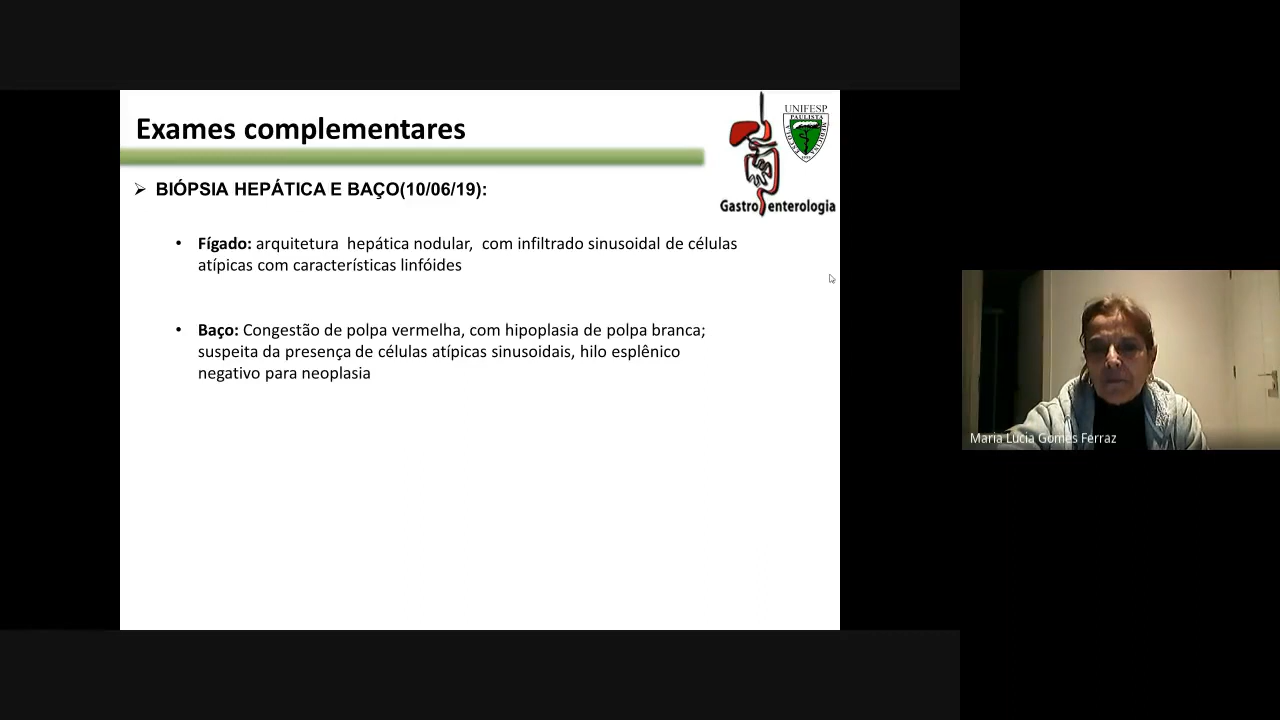 Exames complementares
UNIFESP
PAULISTA
Gastroenterologia
➢ BIÓPSIA HEPÁTICA E BAÇO(10/06/19):
• Fígado: arquitetura hepática nodular, com infiltrado sinusoidal de células
atípicas com características linfóides
• Baço: Congestão de polpa vermelha, com hipoplasia de polpa branca;
suspeita da presença de células atípicas sinusoidais, hilo esplênico
negativo para neoplasia
Maria Lucia Gomes Ferraz